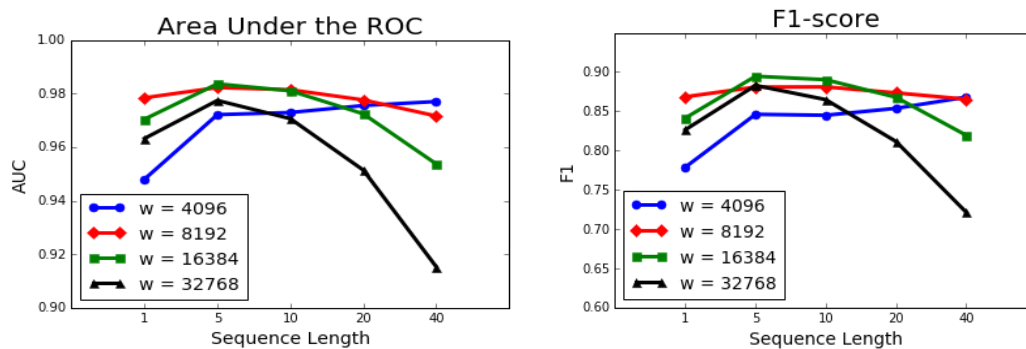 Area Under the ROC
AUC
1.00
0.98
0.96
0.94
0.92
0.90
w = 4096
w = 8192
w = 16384
w = 32768
1 5 10 20 40
Sequence Length
F1-score
F1
0.90
0.85
0.80
0.75
0.70
0.65
0.60
w = 4096
w = 8192
w = 16384
w = 32768
1 5 10 20 40
Sequence Length